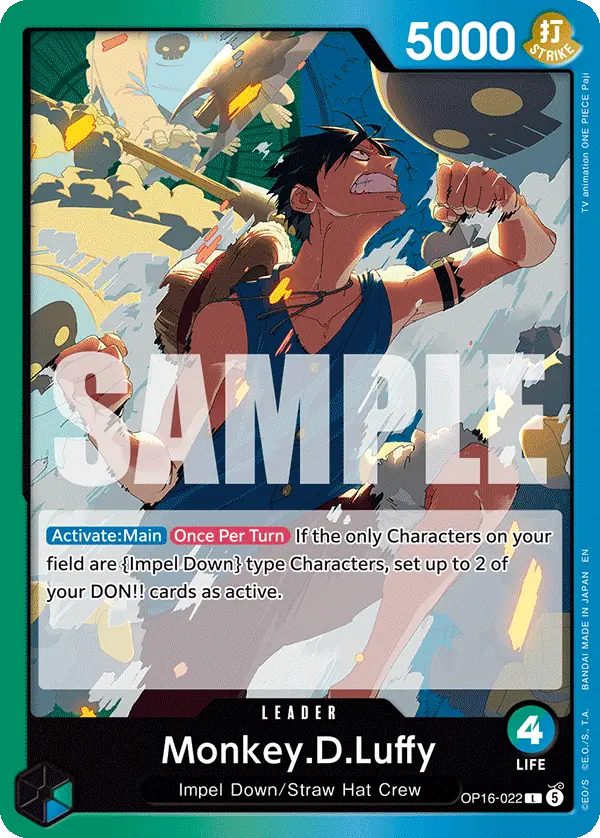 5000
打
STRIKE
TV animation ONE PIECE Paji
SAMPLE
Activate:Main Once Per Turn If the only Characters on your
field are {Impel Down} type Characters, set up to 2 of
your DON!! cards as active.
LEADER
Monkey.D.Luffy
Impel Down/Straw Hat Crew
4
LIFE
OP16-022 L 5
©EO/S ©E.O./S., T.A. BANDAI MADE IN JAPAN EN